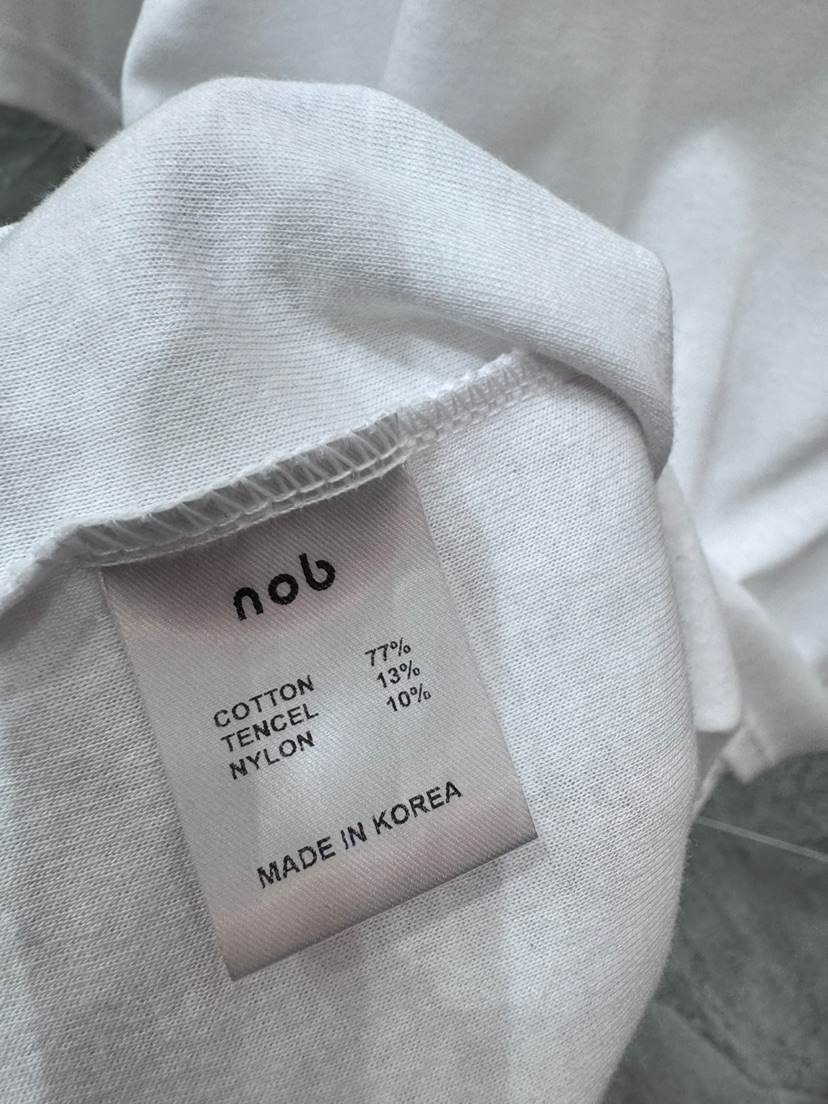 nob
COTTON 77%
TENCEL 13%
NYLON 10%
MADE IN KOREA